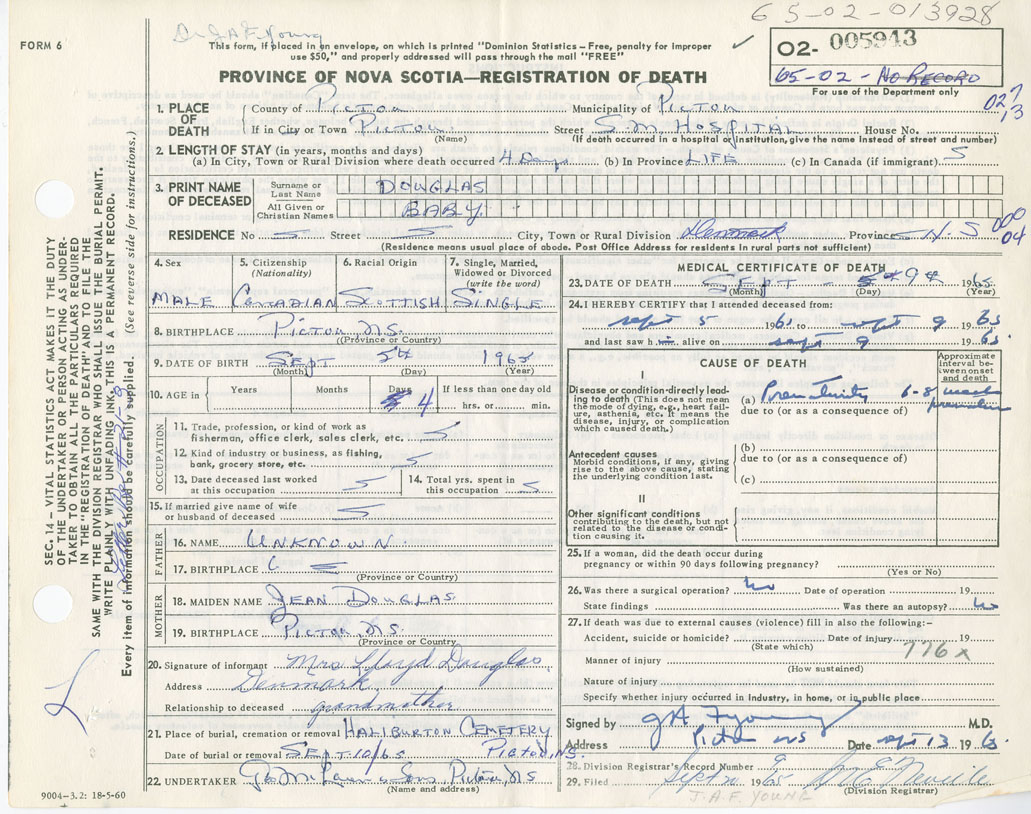 65-02-013928
Dr. J A F Young
FORM 6
This form, if placed in an envelope, on which is printed "Dominion Statistics – Free, penalty for improper
use $50," and properly addressed will pass through the mail "FREE"
02- 005943
65-02 - No Record
For use of the Department only
PROVINCE OF NOVA SCOTIA—REGISTRATION OF DEATH
027
13
1. PLACE OF DEATH
County of Pictou Municipality of Pictou
If in City or Town Pictou Street S.M. Hospital House No.
(Name) (If death occurred in a hospital or institution, give the name instead of street and number)
2. LENGTH OF STAY (in years, months and days)
(a) In City, Town or Rural Division where death occurred 4 Days (b) In Province LIFE (c) In Canada (if immigrant)
3. PRINT NAME OF DECEASED
Surname or Last Name DOUGLAS
All Given or Christian Names BABY
RESIDENCE No Street City, Town or Rural Division Denmark Province N.S
000
04
(Residence means usual place of abode. Post Office Address for residents in rural parts not sufficient)
4. Sex
5. Citizenship (Nationality)
6. Racial Origin
7. Single, Married, Widowed or Divorced (write the word)
MALE Canadian Scottish Single
8. BIRTHPLACE Pictou N.S.
(Province or Country)
9. DATE OF BIRTH Sept 5th 1965
(Month) (Day) (Year)
10. AGE in Years Months Days 4 If less than one day old
hrs. or min.
OCCUPATION
11. Trade, profession, or kind of work as
fisherman, office clerk, sales clerk, etc.
12. Kind of industry or business, as fishing,
bank, grocery store, etc.
13. Date deceased last worked
at this occupation
14. Total yrs. spent in
this occupation
15. If married give name of wife
or husband of deceased
FATHER
16. NAME Unknown
17. BIRTHPLACE
(Province or Country)
MOTHER
18. MAIDEN NAME Jean Douglas
19. BIRTHPLACE Pictou N.S.
(Province or Country)
20. Signature of informant Mrs Lloyd Douglas
Address Denmark
Relationship to deceased grandmother
21. Place of burial, cremation or removal Haliburton Cemetery
Date of burial or removal Sept. 10/65 Pictou, N.S.
22. UNDERTAKER Pictou, N.S
(Name and address)
MEDICAL CERTIFICATE OF DEATH
23. DATE OF DEATH Sept 9th 1965
(Month) (Day) (Year)
24. I HEREBY CERTIFY that I attended deceased from:
sept 5 1965 to sept 9 1965
and last saw him alive on sept 9 1965
CAUSE OF DEATH
Approximate interval between onset and death
I
Disease or condition directly leading
to death (This does not mean
the mode of dying, e.g., heart failure,
asthenia, etc. It means the
disease, injury, or complication
which caused death.)
(a) Prematurity 6-8 weeks premature
due to (or as a consequence of)
Antecedent causes
Morbid conditions, if any, giving
rise to the above cause, stating
the underlying condition last.
(b)
due to (or as a consequence of)
(c)
II
Other significant conditions
contributing to the death, but not
related to the disease or condition
causing it.
25. If a woman, did the death occur during
pregnancy or within 90 days following pregnancy?
(Yes or No)
26. Was there a surgical operation? No Date of operation 19
State findings Was there an autopsy? No
27. If death was due to external causes (violence) fill in also the following:–
Accident, suicide or homicide? Date of injury 19
(State which) 776x
Manner of injury
(How sustained)
Nature of injury
Specify whether injury occurred in industry, in home, or in public place
Signed by J A F Young M.D.
Address Pictou NS Date sept 13 1965
28. Division Registrar's Record Number
29. Filed Sept 1965 Neville
(Division Registrar)
J.A.F. YOUNG
9004-3.2: 18-5-60
SEC. 14 – VITAL STATISTICS ACT MAKES IT THE DUTY
OF THE UNDERTAKER OR PERSON ACTING AS UNDER-
TAKER TO OBTAIN ALL THE PARTICULARS REQUIRED
IN THE "REGISTRATION OF DEATH" AND TO FILE THE
SAME WITH THE DIVISION REGISTRAR WHO SHALL ISSUE THE BURIAL PERMIT.
WRITE PLAINLY WITH UNFADING INK, THIS IS A PERMANENT RECORD.
Every item of information should be carefully supplied. (See reverse side for instructions.)